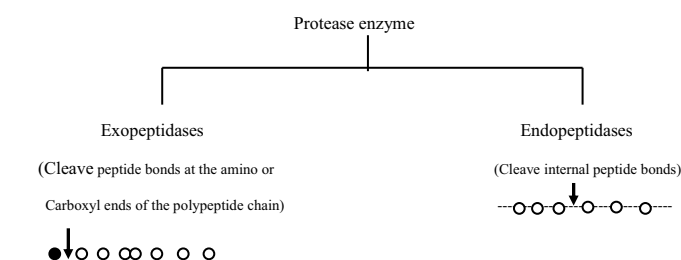 Protease enzyme
Exopeptidases
(Cleave peptide bonds at the amino or
Carboxyl ends of the polypeptide chain)
Endopeptidases
(Cleave internal peptide bonds)